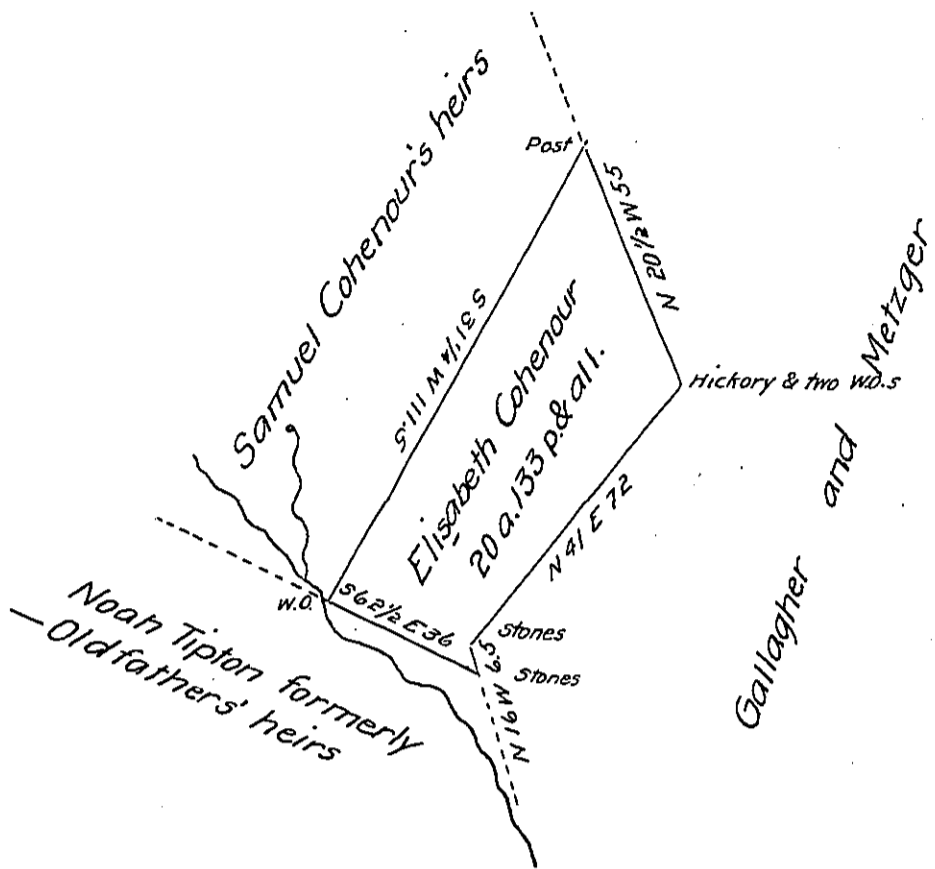 Samuel Cohenour's heirs
Post
N 20½ W 55
S 31¼ W 111.5
Elisabeth Cohenour
20 a. 133 p. & all.
Hickory & two W.O.s
Gallagher and Metzger
N 41 E 72
W.O.
S 62½ E 36
Stones
N 16 W 6.5
Stones
Noah Tipton formerly
— Oldfathers' heirs